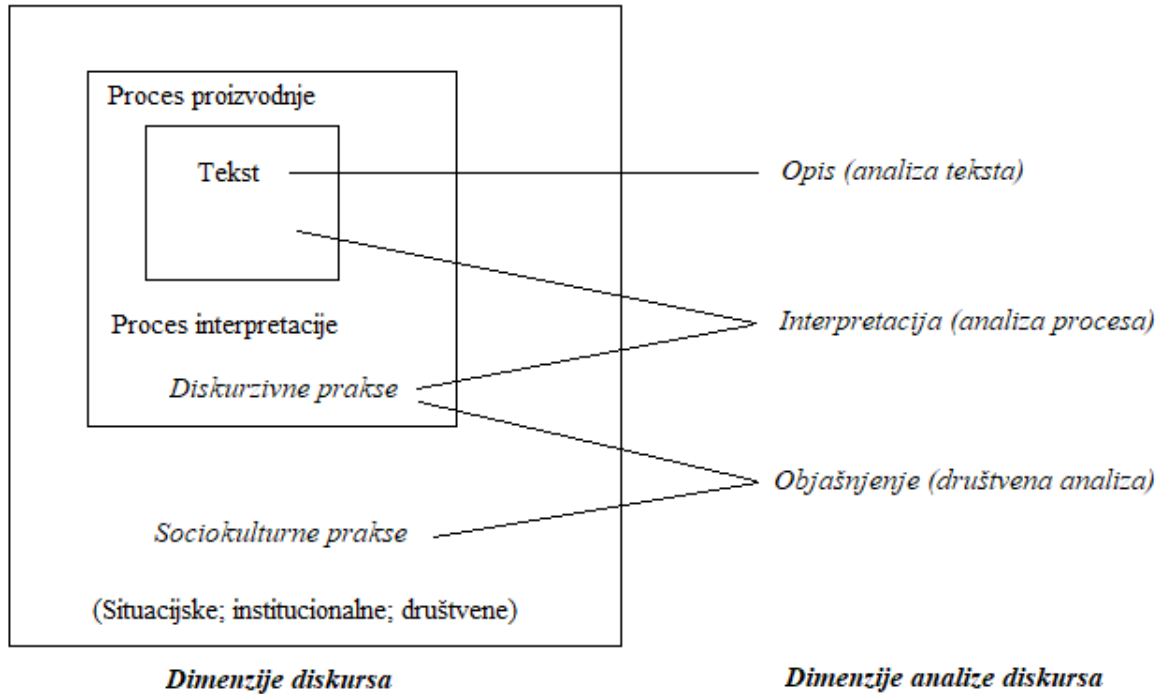 Proces proizvodnje
Tekst
Opis (analiza teksta)
Proces interpretacije
Interpretacija (analiza procesa)
Diskurzivne prakse
Objašnjenje (društvena analiza)
Sociokulturne prakse
(Situacijske; institucionalne; društvene)
Dimenzije diskursa
Dimenzije analize diskursa